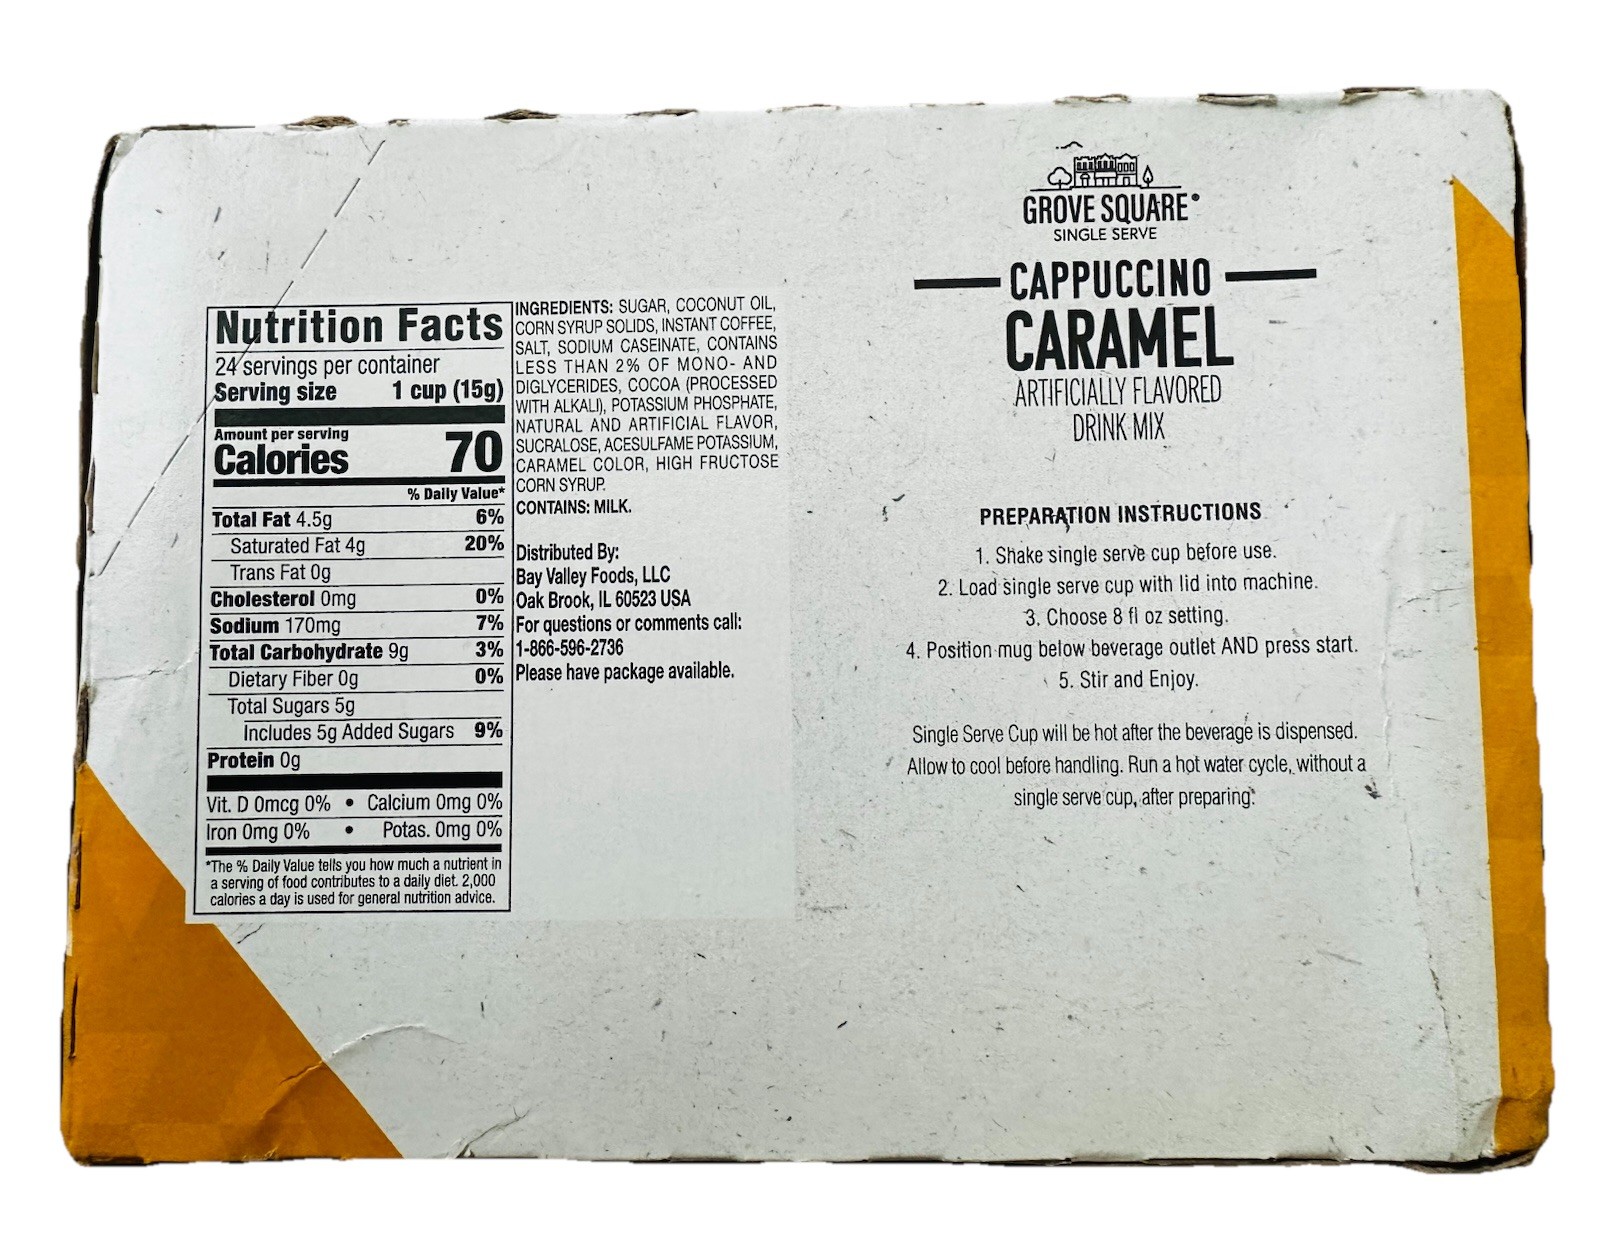 Nutrition Facts
24 servings per container
Serving size 1 cup (15g)
Amount per serving
Calories 70
% Daily Value*
Total Fat 4.5g 6%
Saturated Fat 4g 20%
Trans Fat 0g
Cholesterol 0mg 0%
Sodium 170mg 7%
Total Carbohydrate 9g 3%
Dietary Fiber 0g 0%
Total Sugars 5g
Includes 5g Added Sugars 9%
Protein 0g
Vit. D 0mcg 0% • Calcium 0mg 0%
Iron 0mg 0% • Potas. 0mg 0%
*The % Daily Value tells you how much a nutrient in
a serving of food contributes to a daily diet. 2,000
calories a day is used for general nutrition advice.
INGREDIENTS: SUGAR, COCONUT OIL,
CORN SYRUP SOLIDS, INSTANT COFFEE,
SALT, SODIUM CASEINATE, CONTAINS
LESS THAN 2% OF MONO- AND
DIGLYCERIDES, COCOA (PROCESSED
WITH ALKALI), POTASSIUM PHOSPHATE,
NATURAL AND ARTIFICIAL FLAVOR,
SUCRALOSE, ACESULFAME POTASSIUM,
CARAMEL COLOR, HIGH FRUCTOSE
CORN SYRUP.
CONTAINS: MILK.
Distributed By:
Bay Valley Foods, LLC
Oak Brook, IL 60523 USA
For questions or comments call:
1-866-596-2736
Please have package available.
GROVE SQUARE®
SINGLE SERVE
CAPPUCCINO
CARAMEL
ARTIFICIALLY FLAVORED
DRINK MIX
PREPARATION INSTRUCTIONS
1. Shake single serve cup before use.
2. Load single serve cup with lid into machine.
3. Choose 8 fl oz setting.
4. Position mug below beverage outlet AND press start.
5. Stir and Enjoy.
Single Serve Cup will be hot after the beverage is dispensed.
Allow to cool before handling. Run a hot water cycle, without a
single serve cup, after preparing.